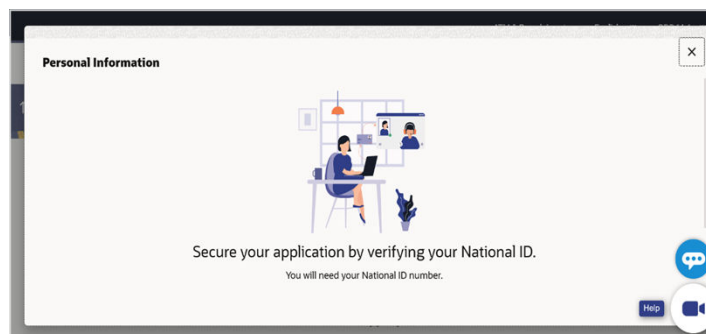 Personal Information
Secure your application by verifying your National ID.
You will need your National ID number.
Help